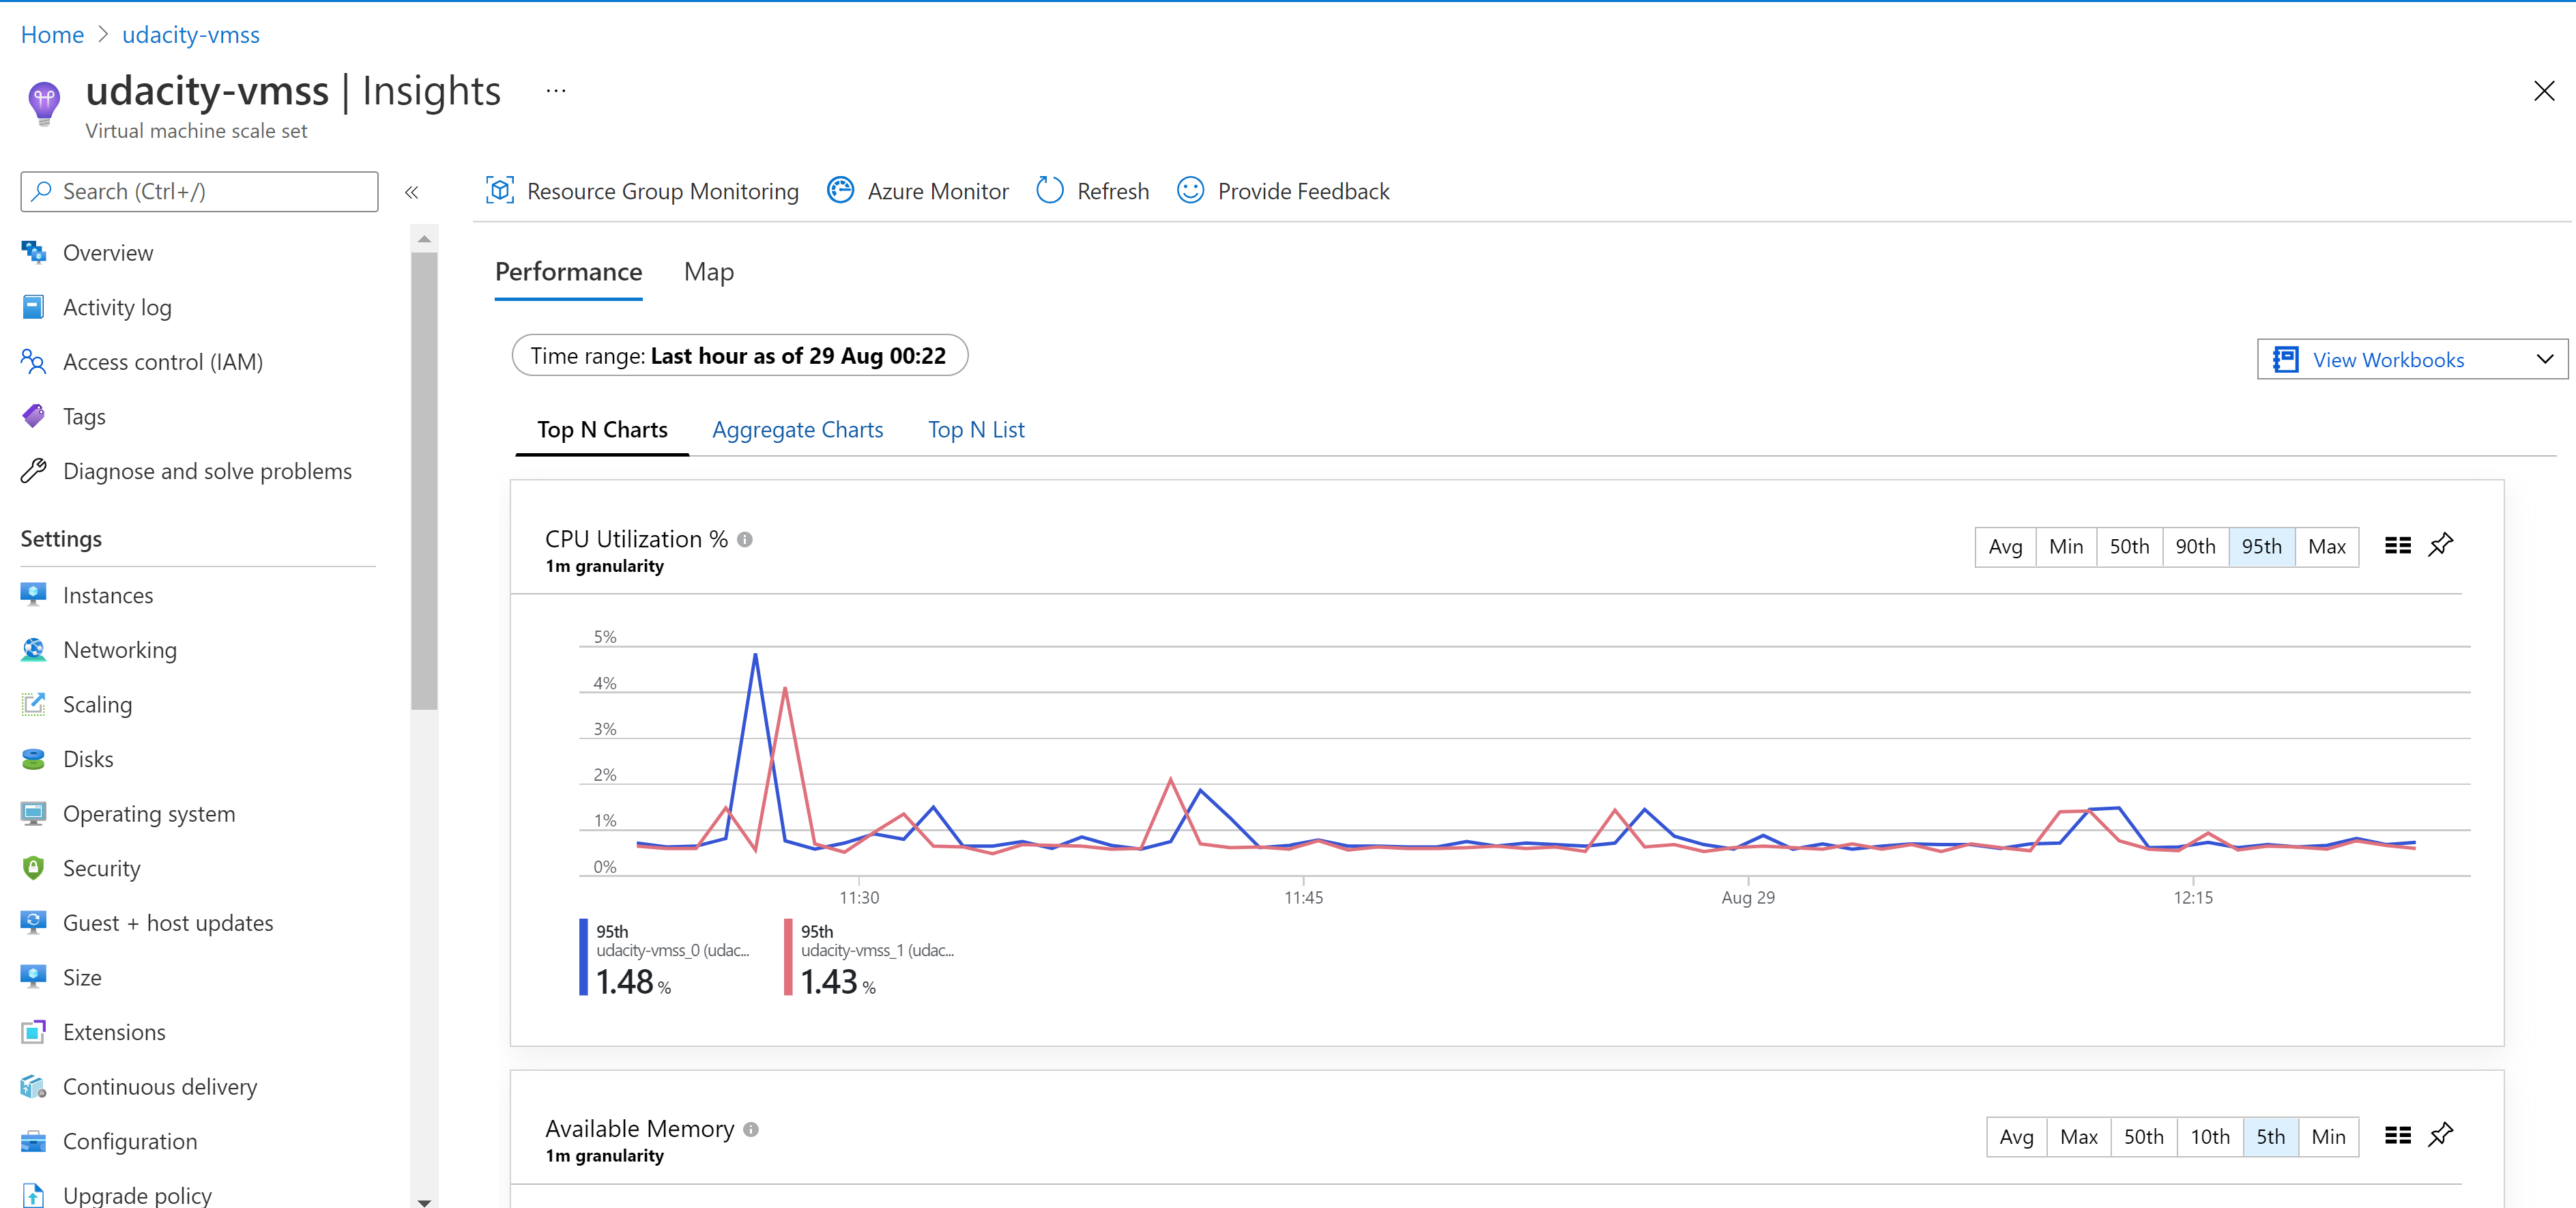 Home > udacity-vmss
udacity-vmss | Insights ...
Virtual machine scale set
Search (Ctrl+/)
«
Resource Group Monitoring Azure Monitor Refresh Provide Feedback
Overview
Activity log
Access control (IAM)
Tags
Diagnose and solve problems
Settings
Instances
Networking
Scaling
Disks
Operating system
Security
Guest + host updates
Size
Extensions
Continuous delivery
Configuration
Upgrade policy
Performance Map
Time range: Last hour as of 29 Aug 00:22
View Workbooks
Top N Charts Aggregate Charts Top N List
CPU Utilization %
1m granularity
Avg Min 50th 90th 95th Max
5%
4%
3%
2%
1%
0%
11:30 11:45 Aug 29 12:15
95th
udacity-vmss_0 (udac...
1.48 %
95th
udacity-vmss_1 (udac...
1.43 %
Available Memory
1m granularity
Avg Max 50th 10th 5th Min